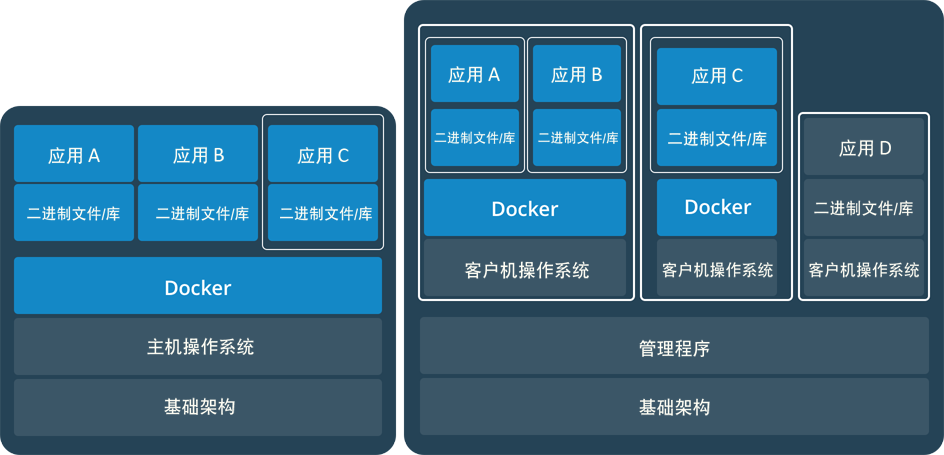 应用 A
应用 B
应用 C
二进制文件/库
二进制文件/库
二进制文件/库
Docker
主机操作系统
基础架构
应用 A
应用 B
二进制文件/库
二进制文件/库
Docker
客户机操作系统
应用 C
二进制文件/库
Docker
客户机操作系统
应用 D
二进制文件/库
客户机操作系统
管理程序
基础架构